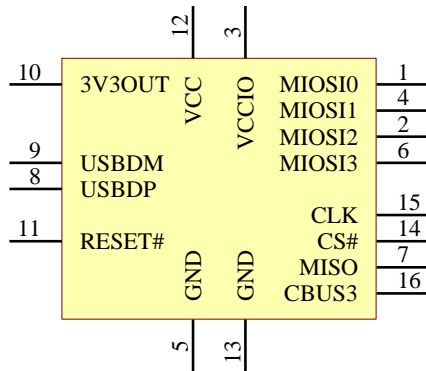 12 3
10 3V3OUT VCC VCCIO MIOSI0 1
MIOSI1 4
MIOSI2 2
9 USBDM MIOSI3 6
8 USBDP
CLK 15
11 RESET# CS# 14
GND GND MISO 7
CBUS3 16
5 13